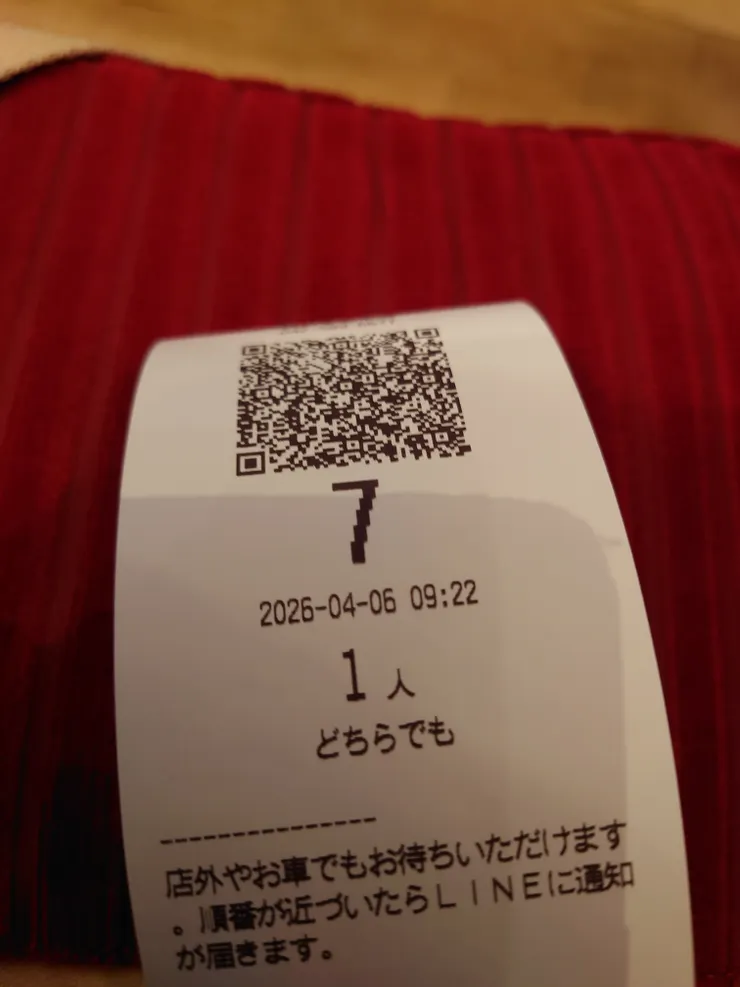 7
2026-04-06 09:22
1 人
どちらでも
---------------
店外やお車でもお待ちいただけます
。順番が近づいたらLINEに通知
が届きます。